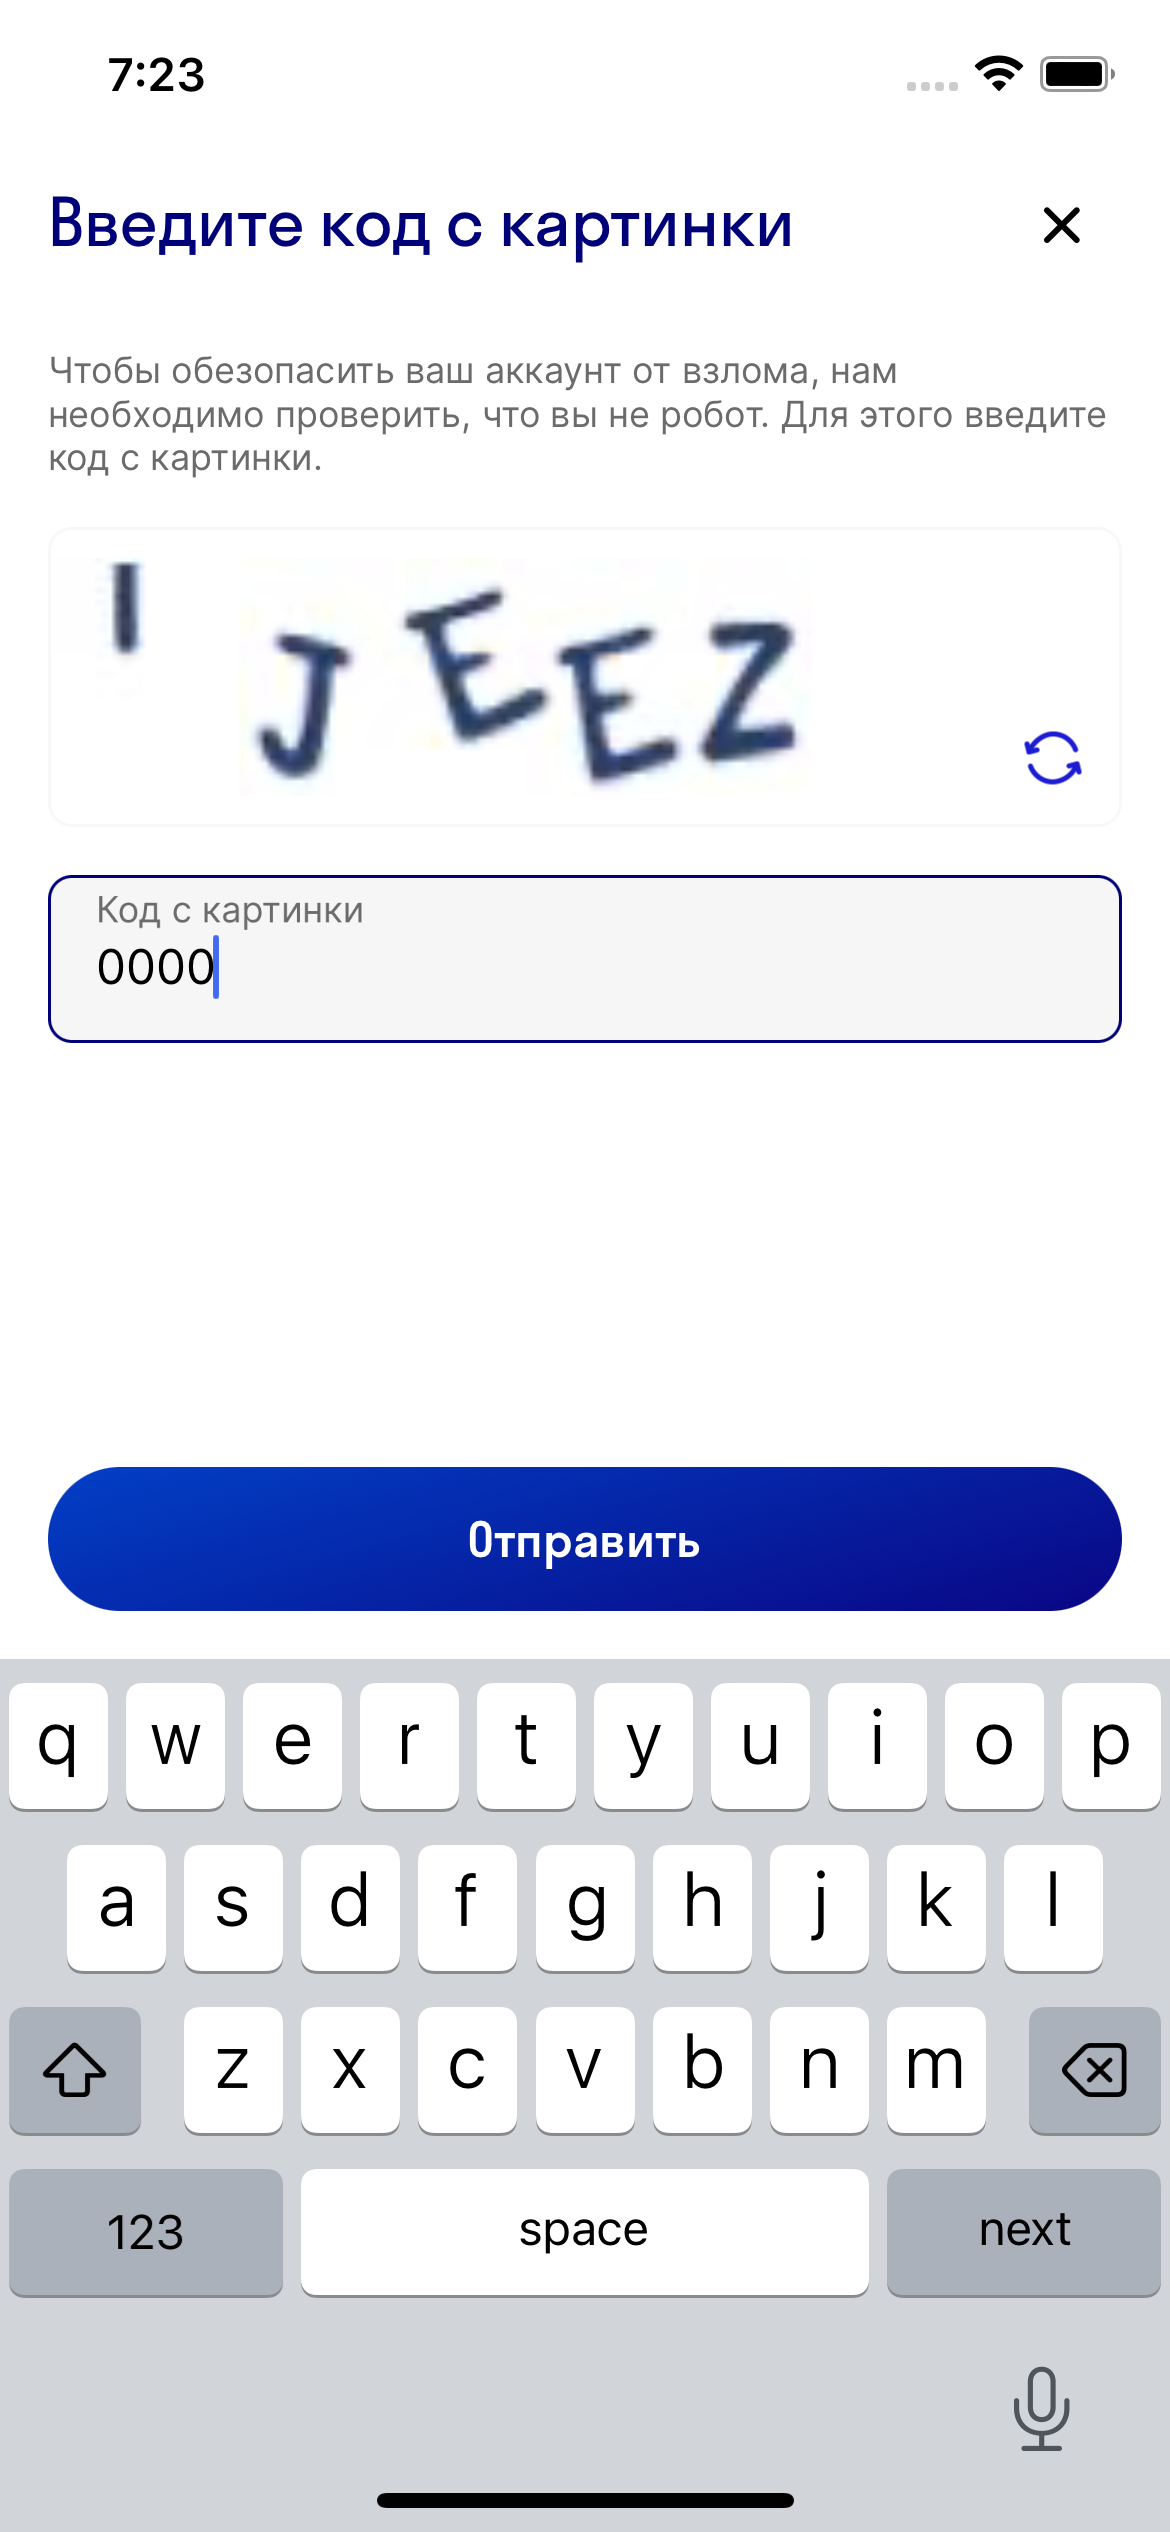 7:23
Введите код с картинки
Чтобы обезопасить ваш аккаунт от взлома, нам
необходимо проверить, что вы не робот. Для этого введите
код с картинки.
I J E E Z
Код с картинки
0000
Отправить
q w e r t y u i o p
a s d f g h j k l
z x c v b n m
123 space next